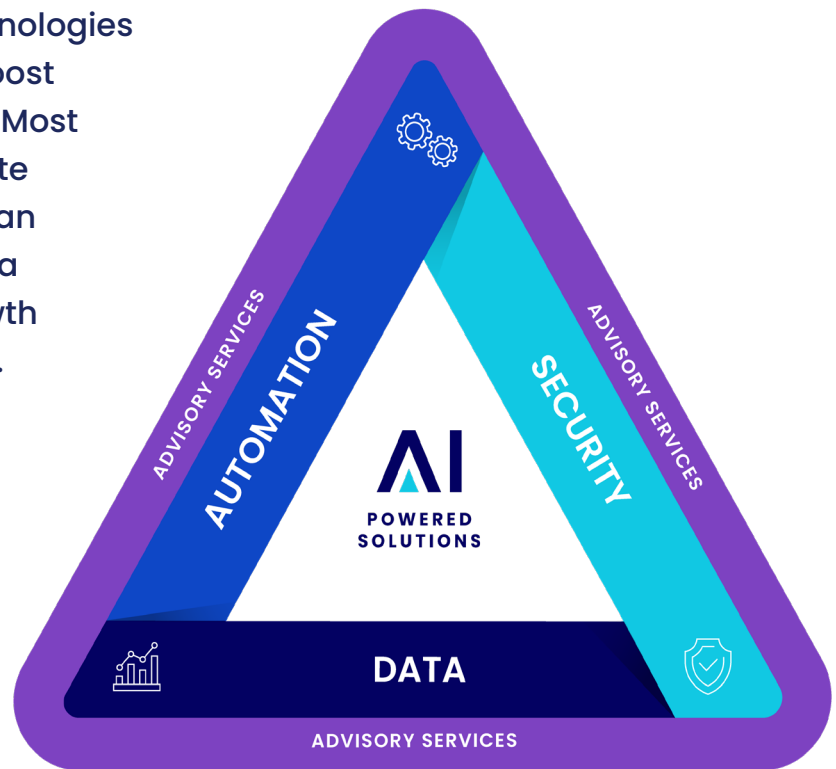 nologies
oost
Most
te
an
a
wth
.
ADVISORY SERVICES
AUTOMATION
SECURITY
ADVISORY SERVICES
AI
POWERED
SOLUTIONS
DATA
ADVISORY SERVICES